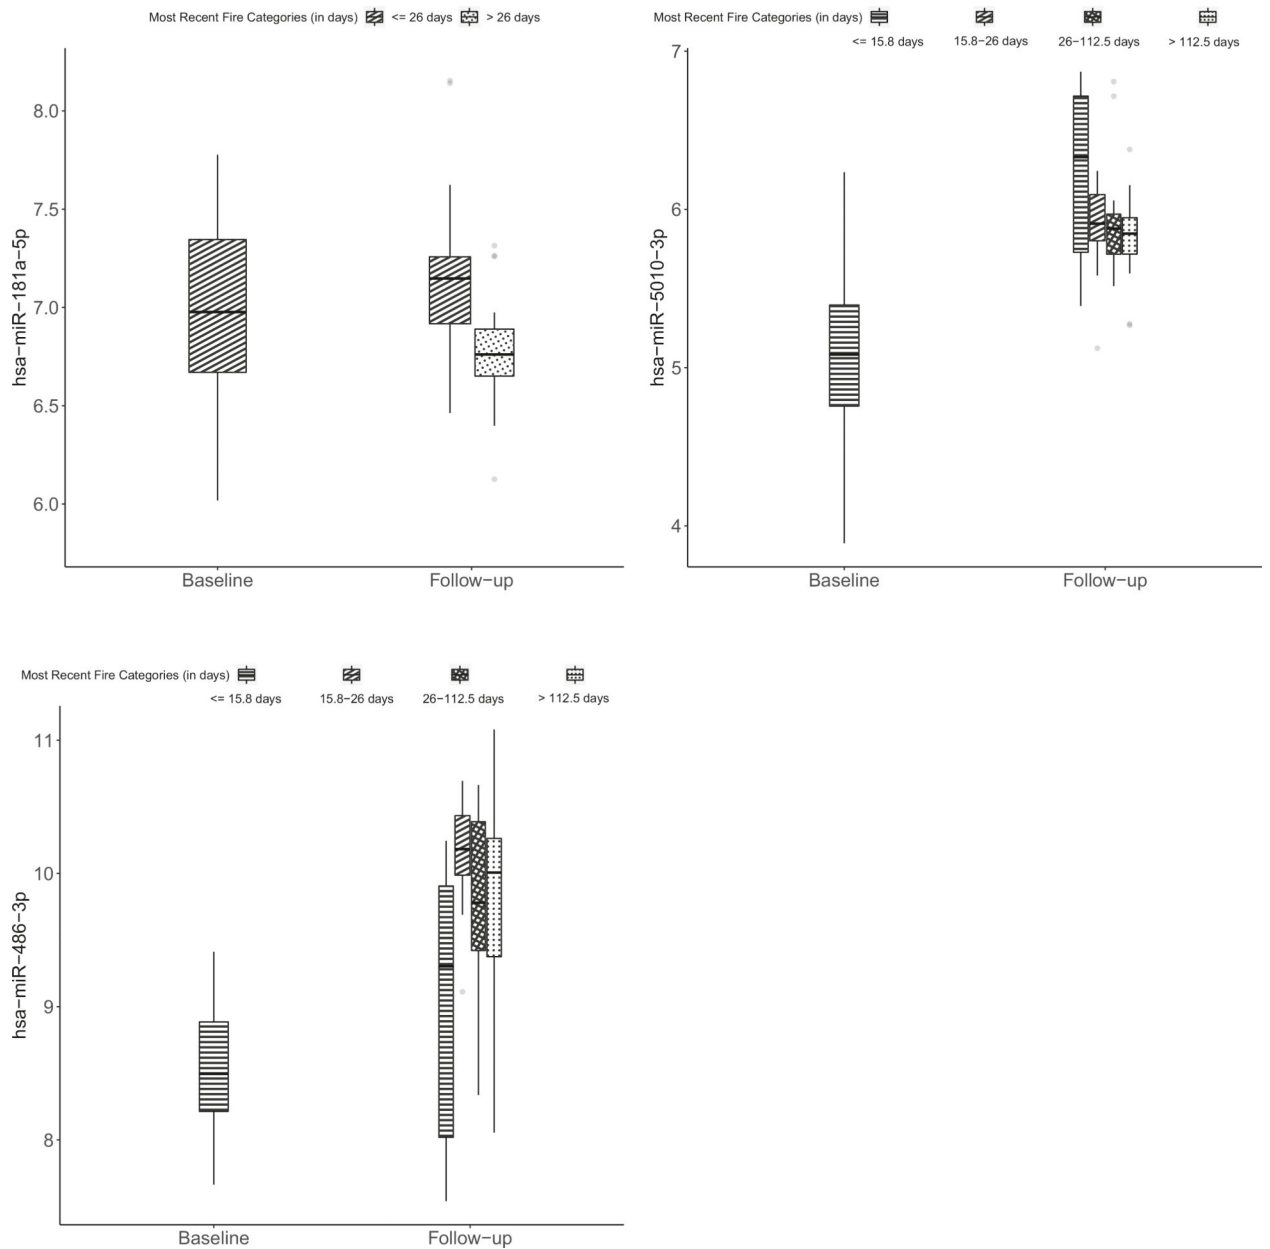 Most Recent Fire Categories (in days) <= 26 days > 26 days
hsa−miR−181a−5p
8.0
7.5
7.0
6.5
6.0
Baseline Follow−up
Most Recent Fire Categories (in days)
<= 15.8 days 15.8−26 days 26−112.5 days > 112.5 days
hsa−miR−5010−3p
7
6
5
4
Baseline Follow−up
Most Recent Fire Categories (in days)
<= 15.8 days 15.8−26 days 26−112.5 days > 112.5 days
hsa−miR−486−3p
11
10
9
8
Baseline Follow−up